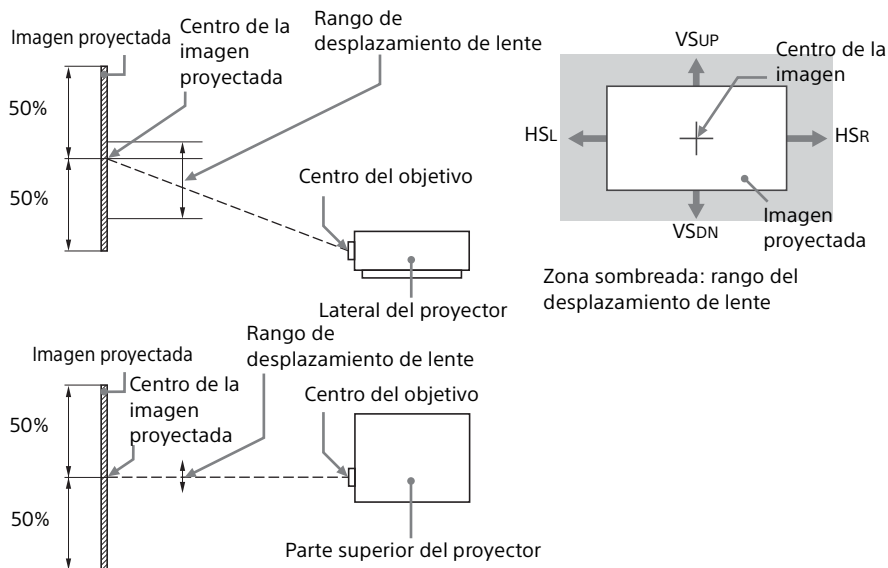 Imagen proyectada
Centro de la
imagen
proyectada
Rango de
desplazamiento de lente
50%
50%
Centro del objetivo
Lateral del proyector
VSUP
Centro de la
imagen
HSL
HSR
VSDN
Imagen
proyectada
Zona sombreada: rango del
desplazamiento de lente
Imagen proyectada
Centro de la
imagen
proyectada
Rango de
desplazamiento de lente
Centro del objetivo
50%
50%
Parte superior del proyector